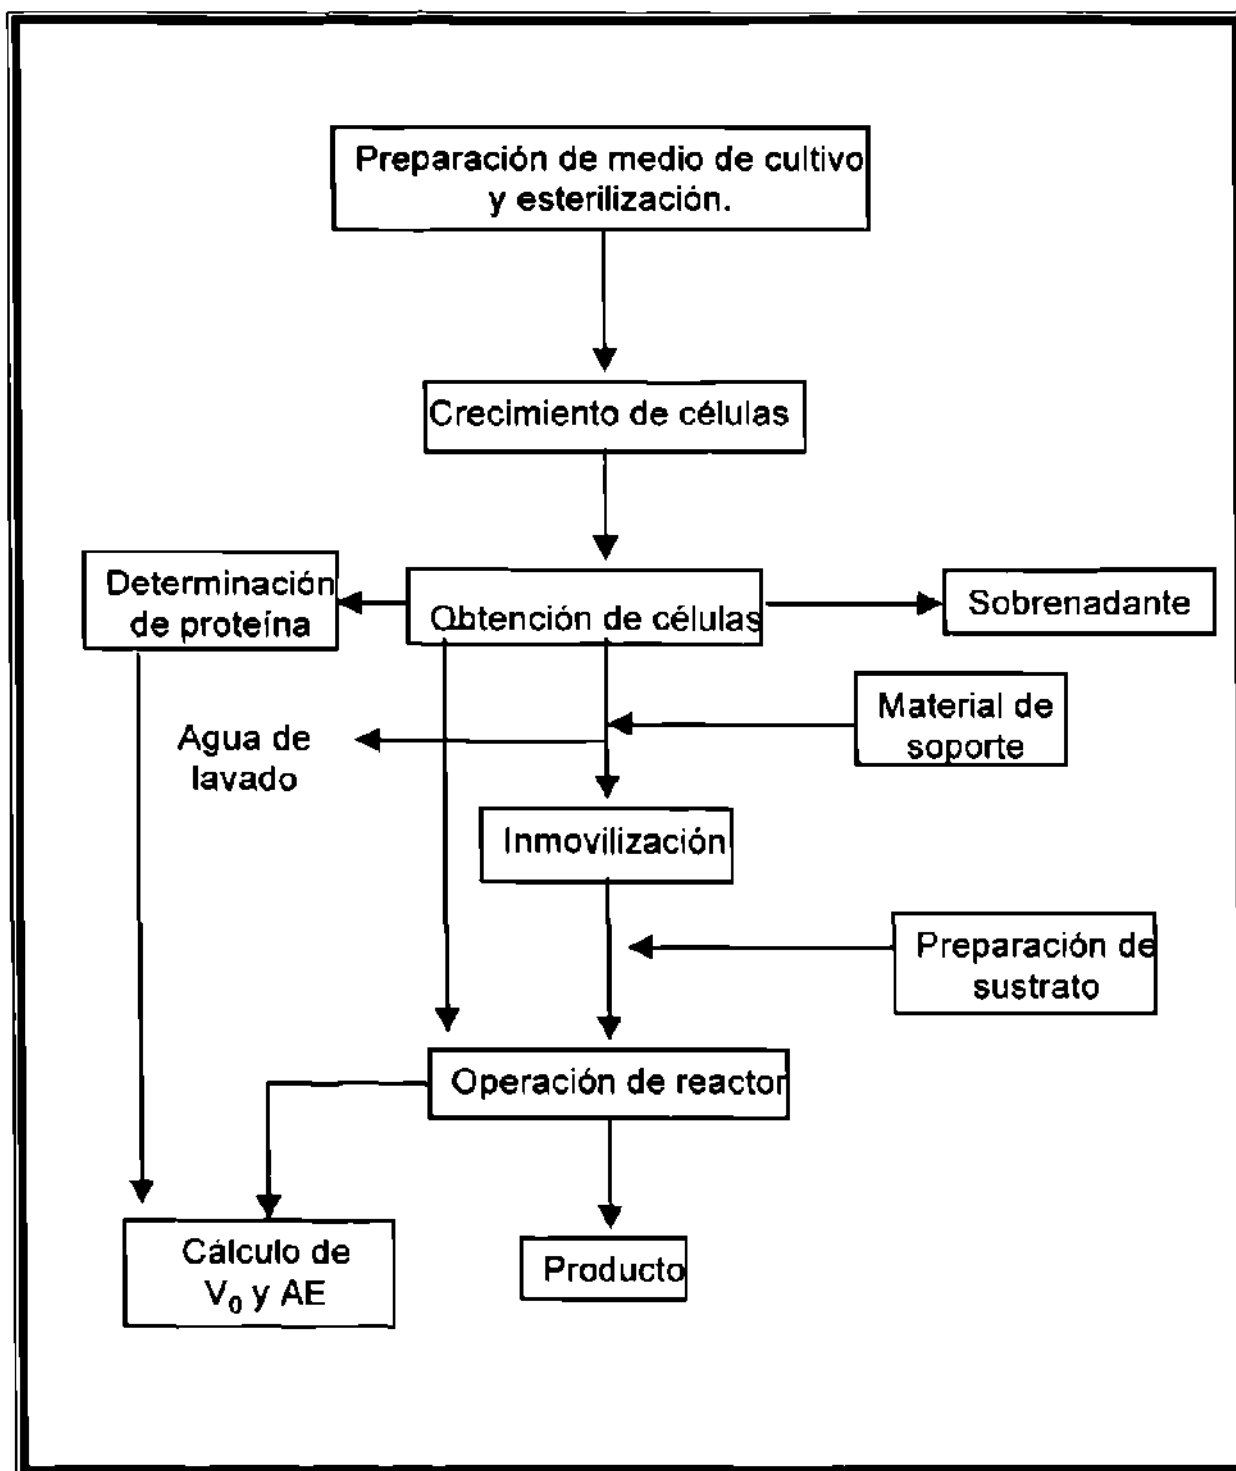 Preparación de medio de cultivo
y esterilización.
Crecimiento de células
Determinación
de proteína
Obtención de células
Sobrenadante
Material de
soporte
Agua de
lavado
Inmovilización
Preparación de
sustrato
Operación de reactor
Cálculo de
V₀ y AE
Producto